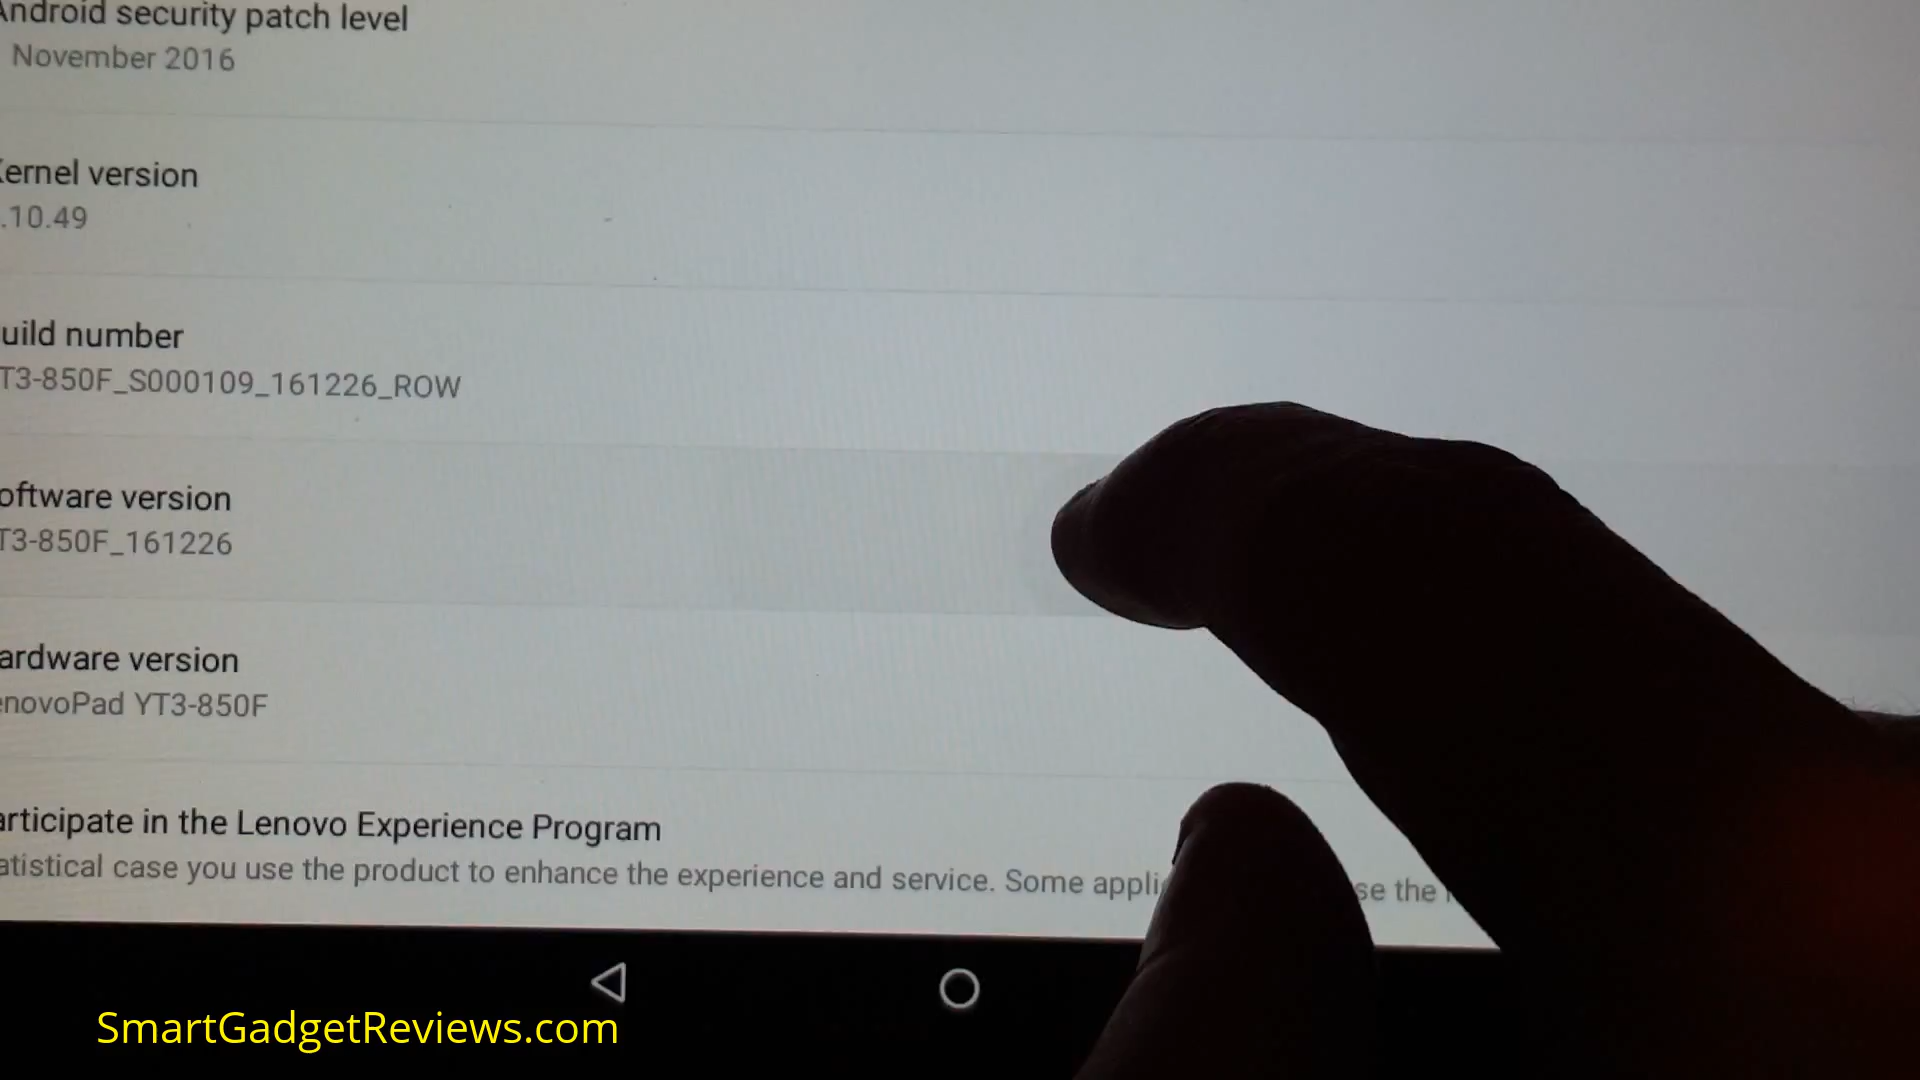 Android security patch level
November 2016
ernel version
.10.49
uild number
T3-850F_S000109_161226_ROW
oftware version
T3-850F_161226
ardware version
enovoPad YT3-850F
articipate in the Lenovo Experience Program
atistical case you use the product to enhance the experience and service. Some appli se the
SmartGadgetReviews.com